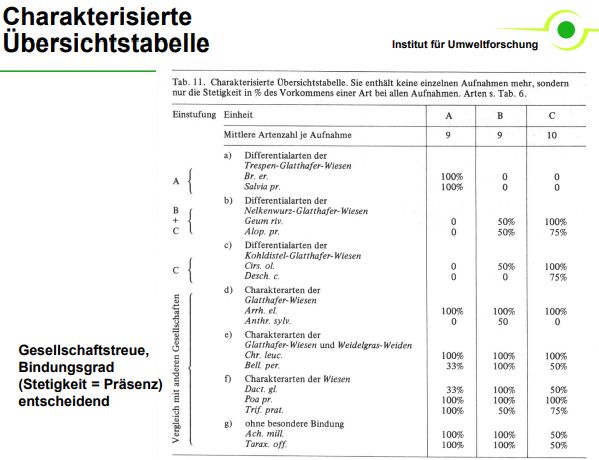 Charakterisierte
Übersichtstabelle
Institut für Umweltforschung
Tab. 11. Charakterisierte Übersichtstabelle. Sie enthält keine einzelnen Aufnahmen mehr, sondern
nur die Stetigkeit in % des Vorkommens einer Art bei allen Aufnahmen. Arten s. Tab. 6.
Einstufung Einheit A B C
Mittlere Artenzahl je Aufnahme 9 9 10
a) Differentialarten der
Trespen-Glatthafer-Wiesen
Br. er. 100% 0 0
A { Salvia pr. 100% 0 0
b) Differentialarten der
B + C { Nelkenwurz-Glatthafer-Wiesen
Geum riv. 0 50% 100%
Alop. pr. 0 50% 75%
c) Differentialarten der
Kohldistel-Glatthafer-Wiesen
C { Cirs. ol. 0 50% 100%
Desch. c. 0 0 75%
d) Charakterarten der
Glatthafer-Wiesen
Arrh. el. 100% 100% 100%
Anthr. sylv. 0 50 0
e) Charakterarten der
Glatthafer-Wiesen und Weidelgras-Weiden
Chr. leuc. 100% 100% 100%
Bell. per. 33% 100% 50%
f) Charakterarten der Wiesen
Dact. gl. 33% 100% 50%
Poa pr. 100% 100% 100%
Trif. prat. 100% 50% 75%
g) ohne besondere Bindung
Ach. mill. 100% 100% 50%
Tarax. off. 100% 100% 50%
Vergleich mit anderen Gesellschaften
Gesellschaftstreue,
Bindungsgrad
(Stetigkeit = Präsenz)
entscheidend